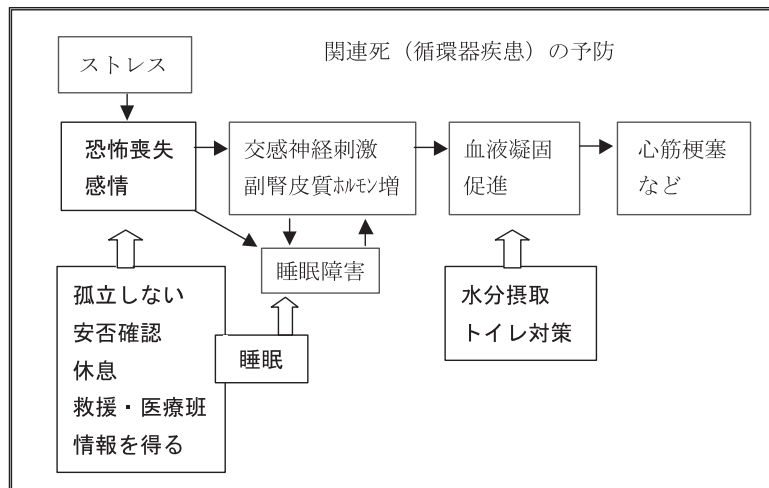 関連死（循環器疾患）の予防
ストレス
恐怖喪失
感情
交感神経刺激
副腎皮質ﾎﾙﾓﾝ増
血液凝固
促進
心筋梗塞
など
睡眠障害
孤立しない
安否確認
休息
救援・医療班
情報を得る
睡眠
水分摂取
トイレ対策